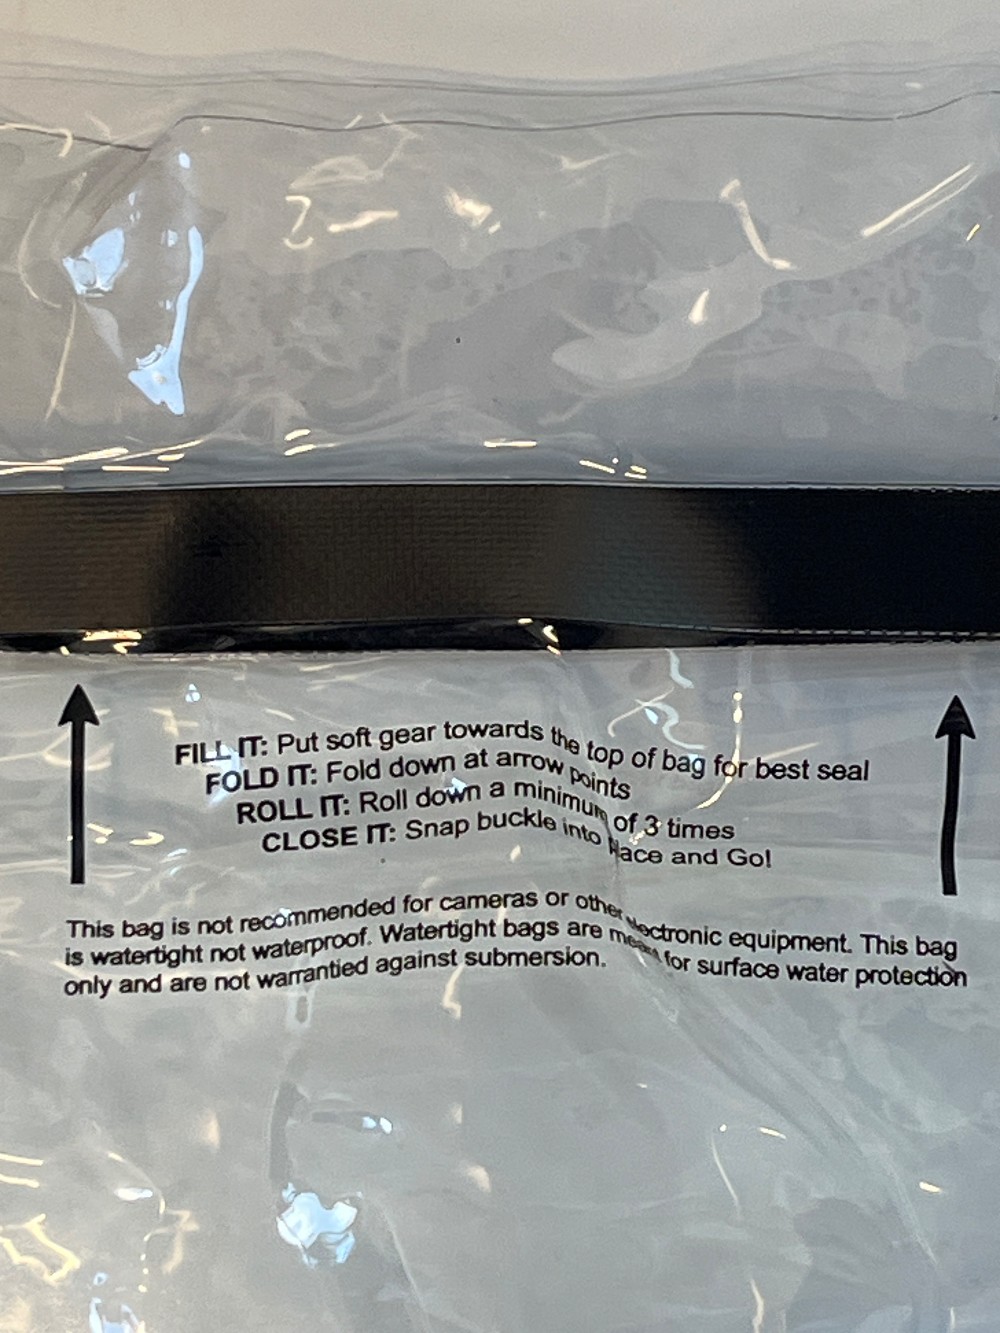 FILL IT: Put soft gear towards the top of bag for best seal
FOLD IT: Fold down at arrow points
ROLL IT: Roll down a minimum of 3 times
CLOSE IT: Snap buckle into place and Go!
This bag is not recommended for cameras or other electronic equipment. This bag
is watertight not waterproof. Watertight bags are meant for surface water protection
only and are not warrantied against submersion.